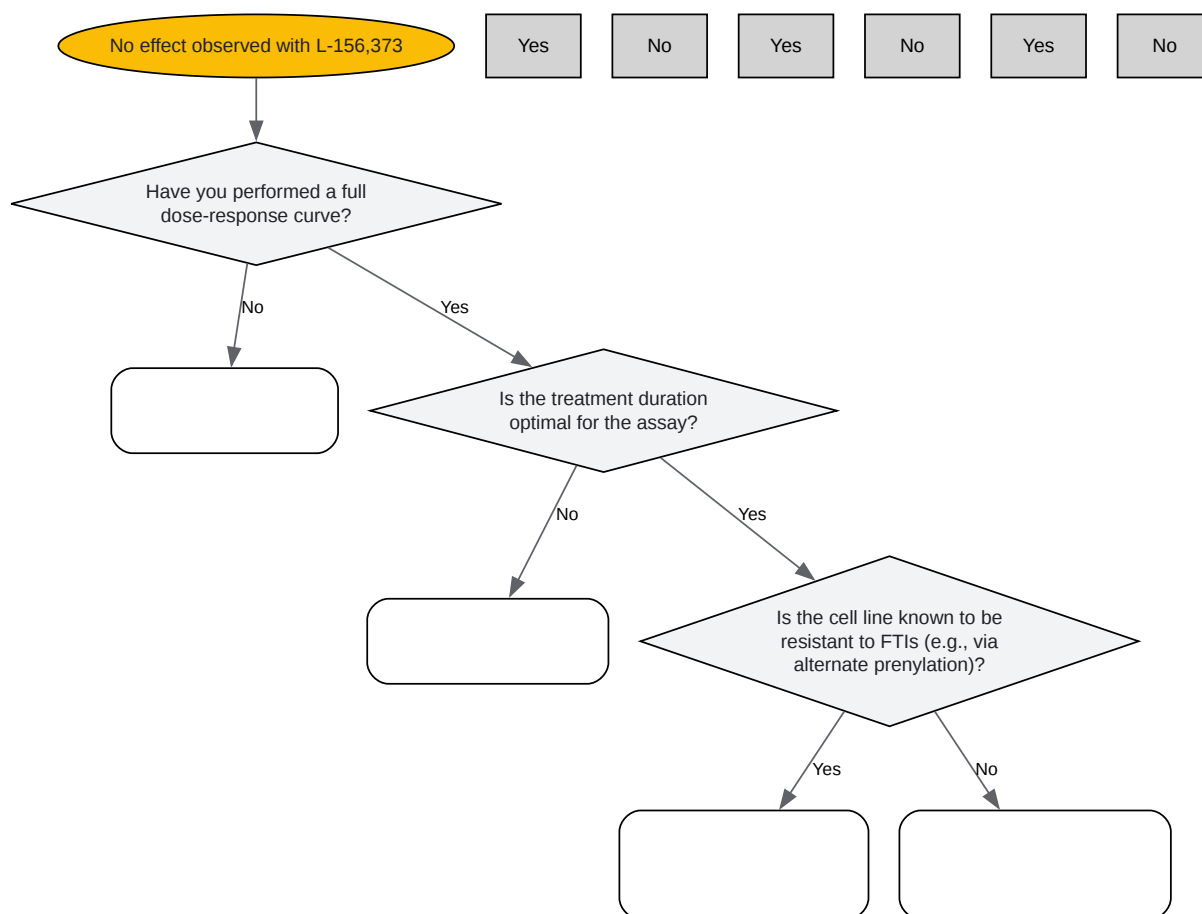 No effect observed with L-156,373
Yes
No
Yes
No
Yes
No
Have you performed a full
dose-response curve?
No
Yes
Is the treatment duration
optimal for the assay?
No
Yes
Is the cell line known to be
resistant to FTIs (e.g., via
alternate prenylation)?
Yes
No